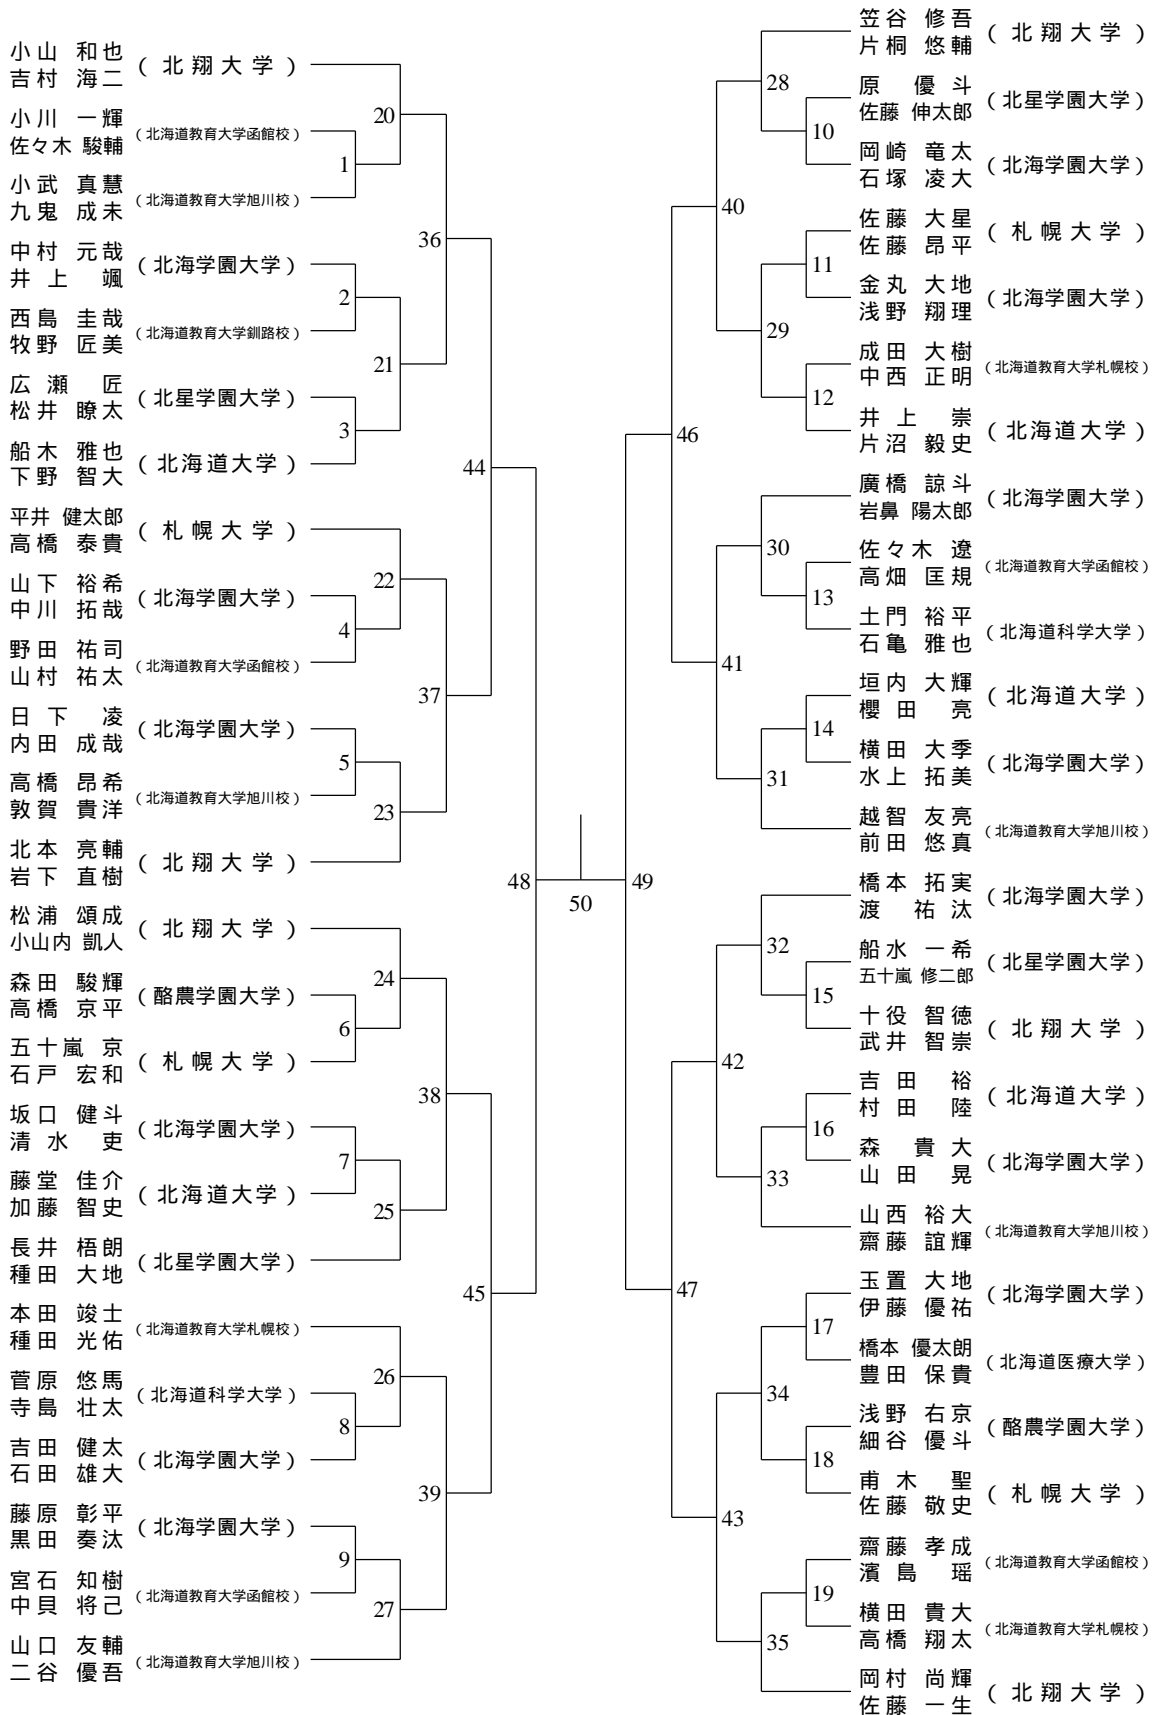 小山 和也
吉村 海二
(北翔大学)
小川 一輝
佐々木 駿輔
(北海道教育大学函館校)
小武 真慧
九鬼 成未
(北海道教育大学旭川校)
中村 元哉
井上 颯
(北海学園大学)
西島 圭哉
牧野 匠美
(北海道教育大学釧路校)
広瀬 匠
松井 瞭太
(北星学園大学)
船木 雅也
下野 智大
(北海道大学)
平井 健太郎
高橋 泰貴
(札幌大学)
山下 裕希
中川 拓哉
(北海学園大学)
野田 祐司
山村 祐太
(北海道教育大学函館校)
日下 凌
内田 成哉
(北海学園大学)
高橋 昂希
敦賀 貴洋
(北海道教育大学旭川校)
北本 亮輔
岩下 直樹
(北翔大学)
松浦 頌成
小山内 凱人
(北翔大学)
森田 駿輝
高橋 京平
(酪農学園大学)
五十嵐 京
石戸 宏和
(札幌大学)
坂口 健斗
清水 吏
(北海学園大学)
藤堂 佳介
加藤 智史
(北海道大学)
長井 梧朗
種田 大地
(北星学園大学)
本田 竣士
種田 光佑
(北海道教育大学札幌校)
菅原 悠馬
寺島 壮太
(北海道科学大学)
吉田 健太
石田 雄大
(北海学園大学)
藤原 彰平
黒田 奏汰
(北海学園大学)
宮石 知樹
中貝 将己
(北海道教育大学函館校)
山口 友輔
二谷 優吾
(北海道教育大学旭川校)
1
2
3
4
5
6
7
8
9
20
21
22
23
24
25
26
27
36
37
38
39
44
45
48
50
49
46
47
40
41
42
43
28
29
30
31
32
33
34
35
10
11
12
13
14
15
16
17
18
19
笠谷 修吾
片桐 悠輔
(北翔大学)
原 優斗
佐藤 伸太郎
(北星学園大学)
岡崎 竜太
石塚 凌大
(北海学園大学)
佐藤 大星
佐藤 昂平
(札幌大学)
金丸 大地
浅野 翔理
(北海学園大学)
成田 大樹
中西 正明
(北海道教育大学札幌校)
井上 崇
片沼 毅史
(北海道大学)
廣橋 諒斗
岩鼻 陽太郎
(北海学園大学)
佐々木 遼
高畑 匡規
(北海道教育大学函館校)
土門 裕平
石亀 雅也
(北海道科学大学)
垣内 大輝
櫻田 亮
(北海道大学)
横田 大季
水上 拓美
(北海学園大学)
越智 友亮
前田 悠真
(北海道教育大学旭川校)
橋本 拓実
渡 祐汰
(北海学園大学)
船水 一希
五十嵐 修二郎
(北星学園大学)
十役 智徳
武井 智崇
(北翔大学)
吉田 裕
村田 陸
(北海道大学)
森 貴大
山田 晃
(北海学園大学)
山西 裕大
齋藤 誼輝
(北海道教育大学旭川校)
玉置 大地
伊藤 優祐
(北海学園大学)
橋本 優太朗
豊田 保貴
(北海道医療大学)
浅野 右京
細谷 優斗
(酪農学園大学)
甫木 聖
佐藤 敬史
(札幌大学)
齋藤 孝成
濱島 瑶
(北海道教育大学函館校)
横田 貴大
高橋 翔太
(北海道教育大学札幌校)
岡村 尚輝
佐藤 一生
(北翔大学)